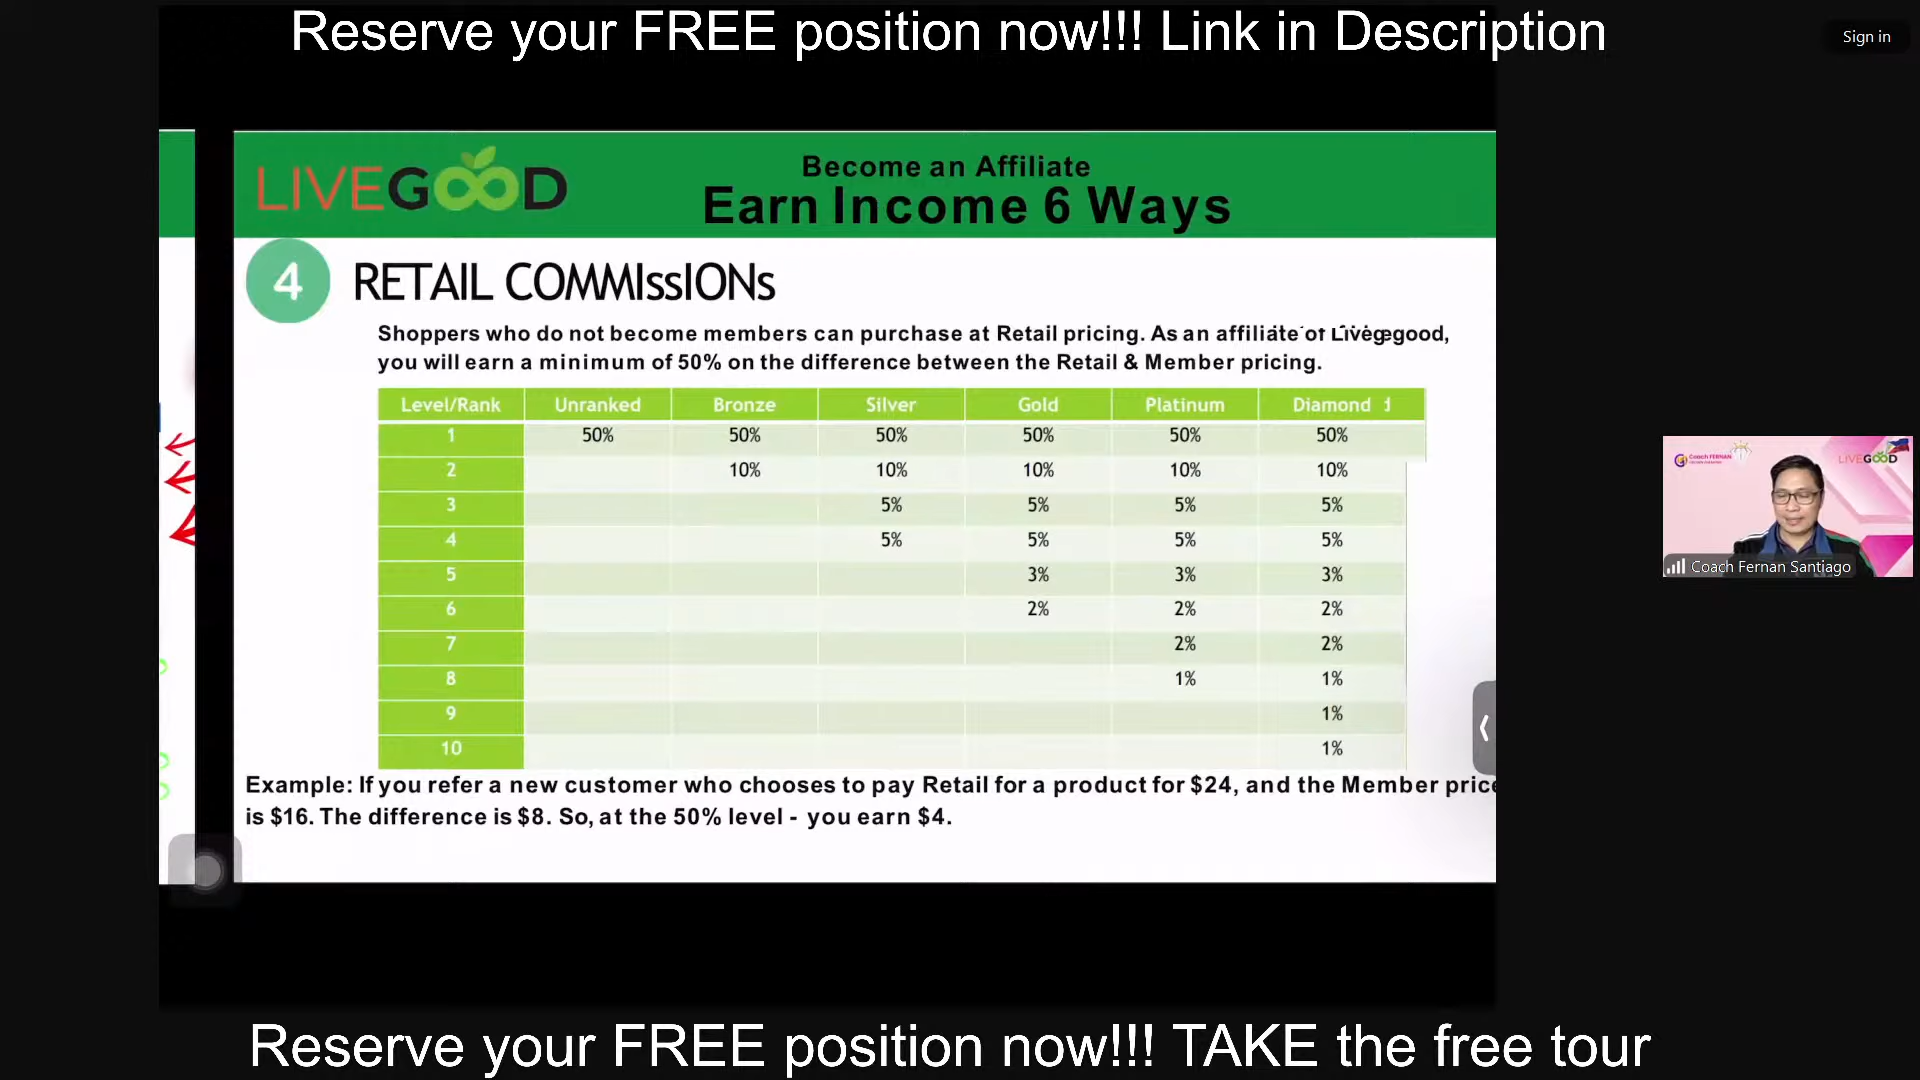 Reserve your FREE position now!!! Link in Description
Sign in
LIVEGOOD
Become an Affiliate
Earn Income 6 Ways
4
RETAIL COMMIssIONs
Shoppers who do not become members can purchase at Retail pricing. As an affiliate of Livegegood,
you will earn a minimum of 50% on the difference between the Retail & Member pricing.
Level/Rank Unranked Bronze Silver Gold Platinum Diamond
1 50% 50% 50% 50% 50% 50%
2 10% 10% 10% 10% 10%
3 5% 5% 5% 5%
4 5% 5% 5% 5%
5 3% 3% 3%
6 2% 2% 2%
7 2% 2%
8 1% 1%
9 1%
10 1%
Example: If you refer a new customer who chooses to pay Retail for a product for $24, and the Member price
is $16. The difference is $8. So, at the 50% level - you earn $4.
Coach FERNAN
LIVEGOOD
Coach Fernan Santiago
Reserve your FREE position now!!! TAKE the free tour